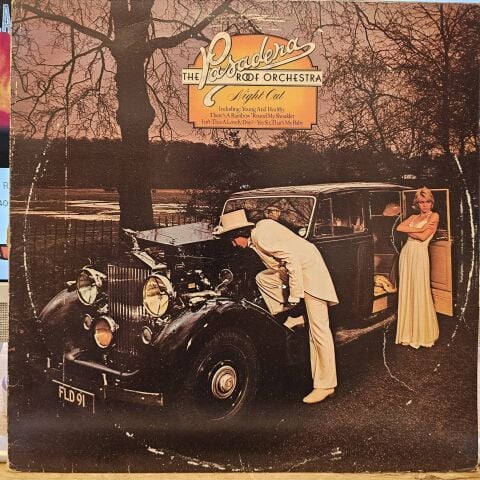 THE Pasadena
ROOF ORCHESTRA
Night Out
Including: Young And Healthy
There's A Rainbow 'Round My Shoulder
Isn't This A Lovely Day? · Yes Sir, That's My Baby
FLD 91